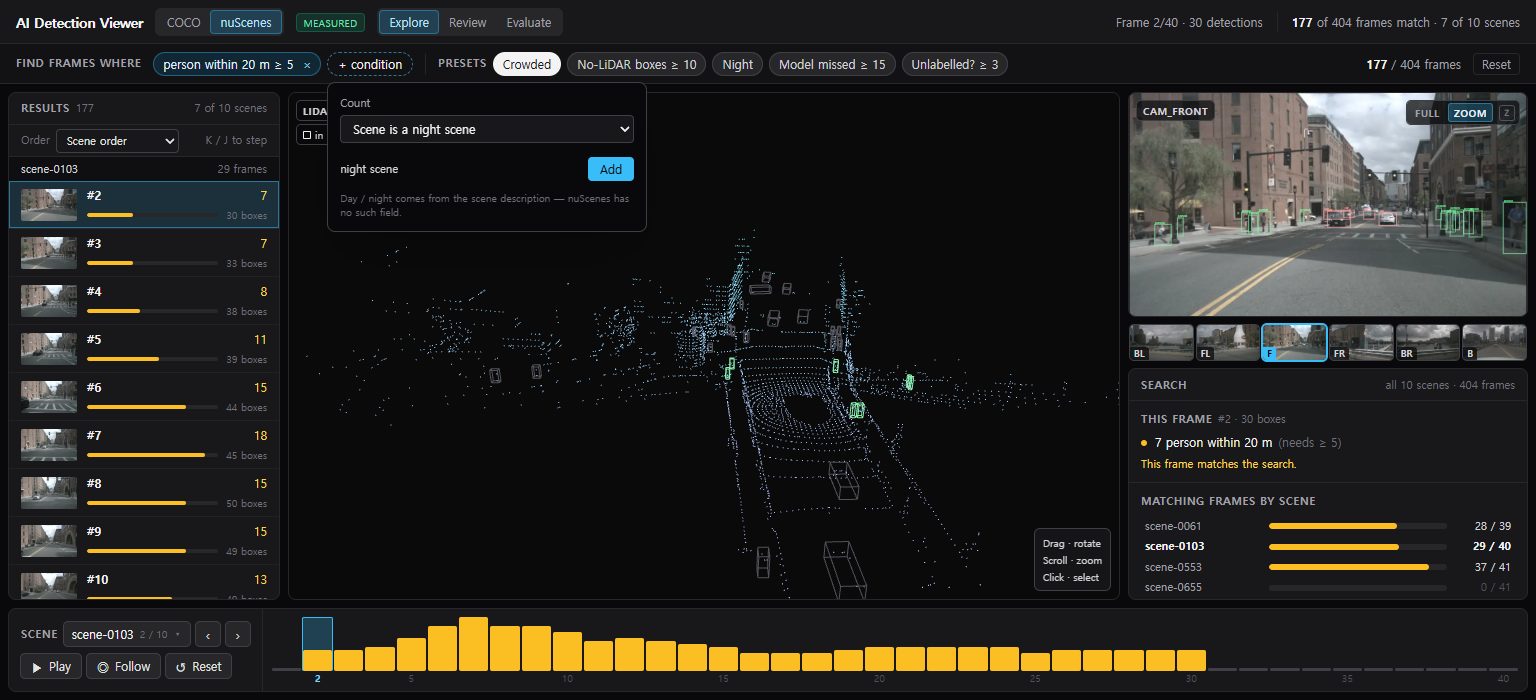 AI Detection Viewer COCO nuScenes MEASURED Explore Review Evaluate Frame 2/40 · 30 detections 177 of 404 frames match · 7 of 10 scenes
FIND FRAMES WHERE person within 20 m ≥ 5 × + condition PRESETS Crowded No-LiDAR boxes ≥ 10 Night Model missed ≥ 15 Unlabelled? ≥ 3 177 / 404 frames Reset
RESULTS 177 7 of 10 scenes
Order Scene order K / J to step
scene-0103 29 frames
#2 7
30 boxes
#3 7
33 boxes
#4 8
38 boxes
#5 11
39 boxes
#6 15
44 boxes
#7 18
45 boxes
#8 15
50 boxes
#9 15
49 boxes
#10 13
LIDA
in
Count
Scene is a night scene
night scene Add
Day / night comes from the scene description — nuScenes has
no such field.
Drag · rotate
Scroll · zoom
Click · select
CAM_FRONT FULL ZOOM Z
BL FL F FR BR B
SEARCH all 10 scenes · 404 frames
THIS FRAME #2 · 30 boxes
7 person within 20 m (needs ≥ 5)
This frame matches the search.
MATCHING FRAMES BY SCENE
scene-0061 28 / 39
scene-0103 29 / 40
scene-0553 37 / 41
scene-0655 0 / 41
SCENE scene-0103 2 / 10 ‹ ›
Play Follow Reset
2 5 10 15 20 25 30 35 40